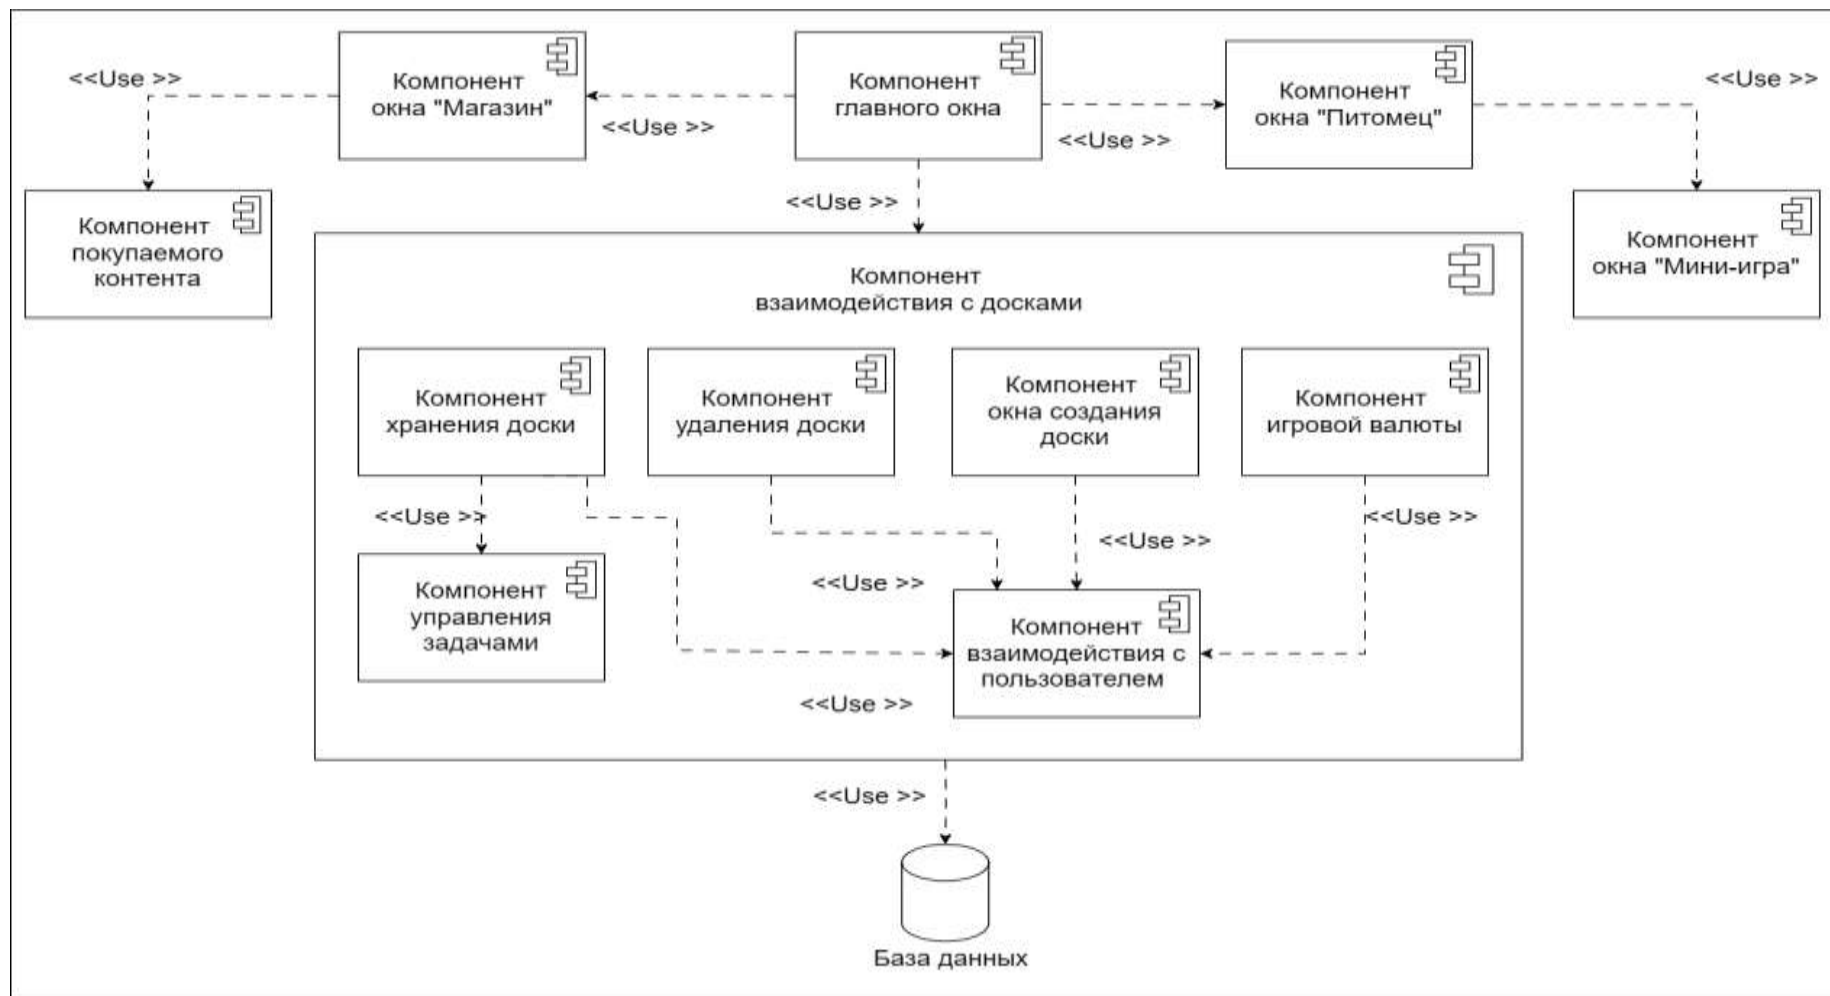 <<Use >>
Компонент
окна "Магазин"
<<Use >>
Компонент
главного окна
<<Use >>
Компонент
окна "Питомец"
<<Use >>
Компонент
покупаемого
контента
<<Use >>
Компонент
окна "Мини-игра"
Компонент
взаимодействия с досками
Компонент
хранения доски
Компонент
удаления доски
Компонент
окна создания
доски
Компонент
игровой валюты
<<Use >>
<<Use >>
<<Use >>
<<Use >>
Компонент
управления
задачами
Компонент
взаимодействия с
пользователем
<<Use >>
<<Use >>
База данных